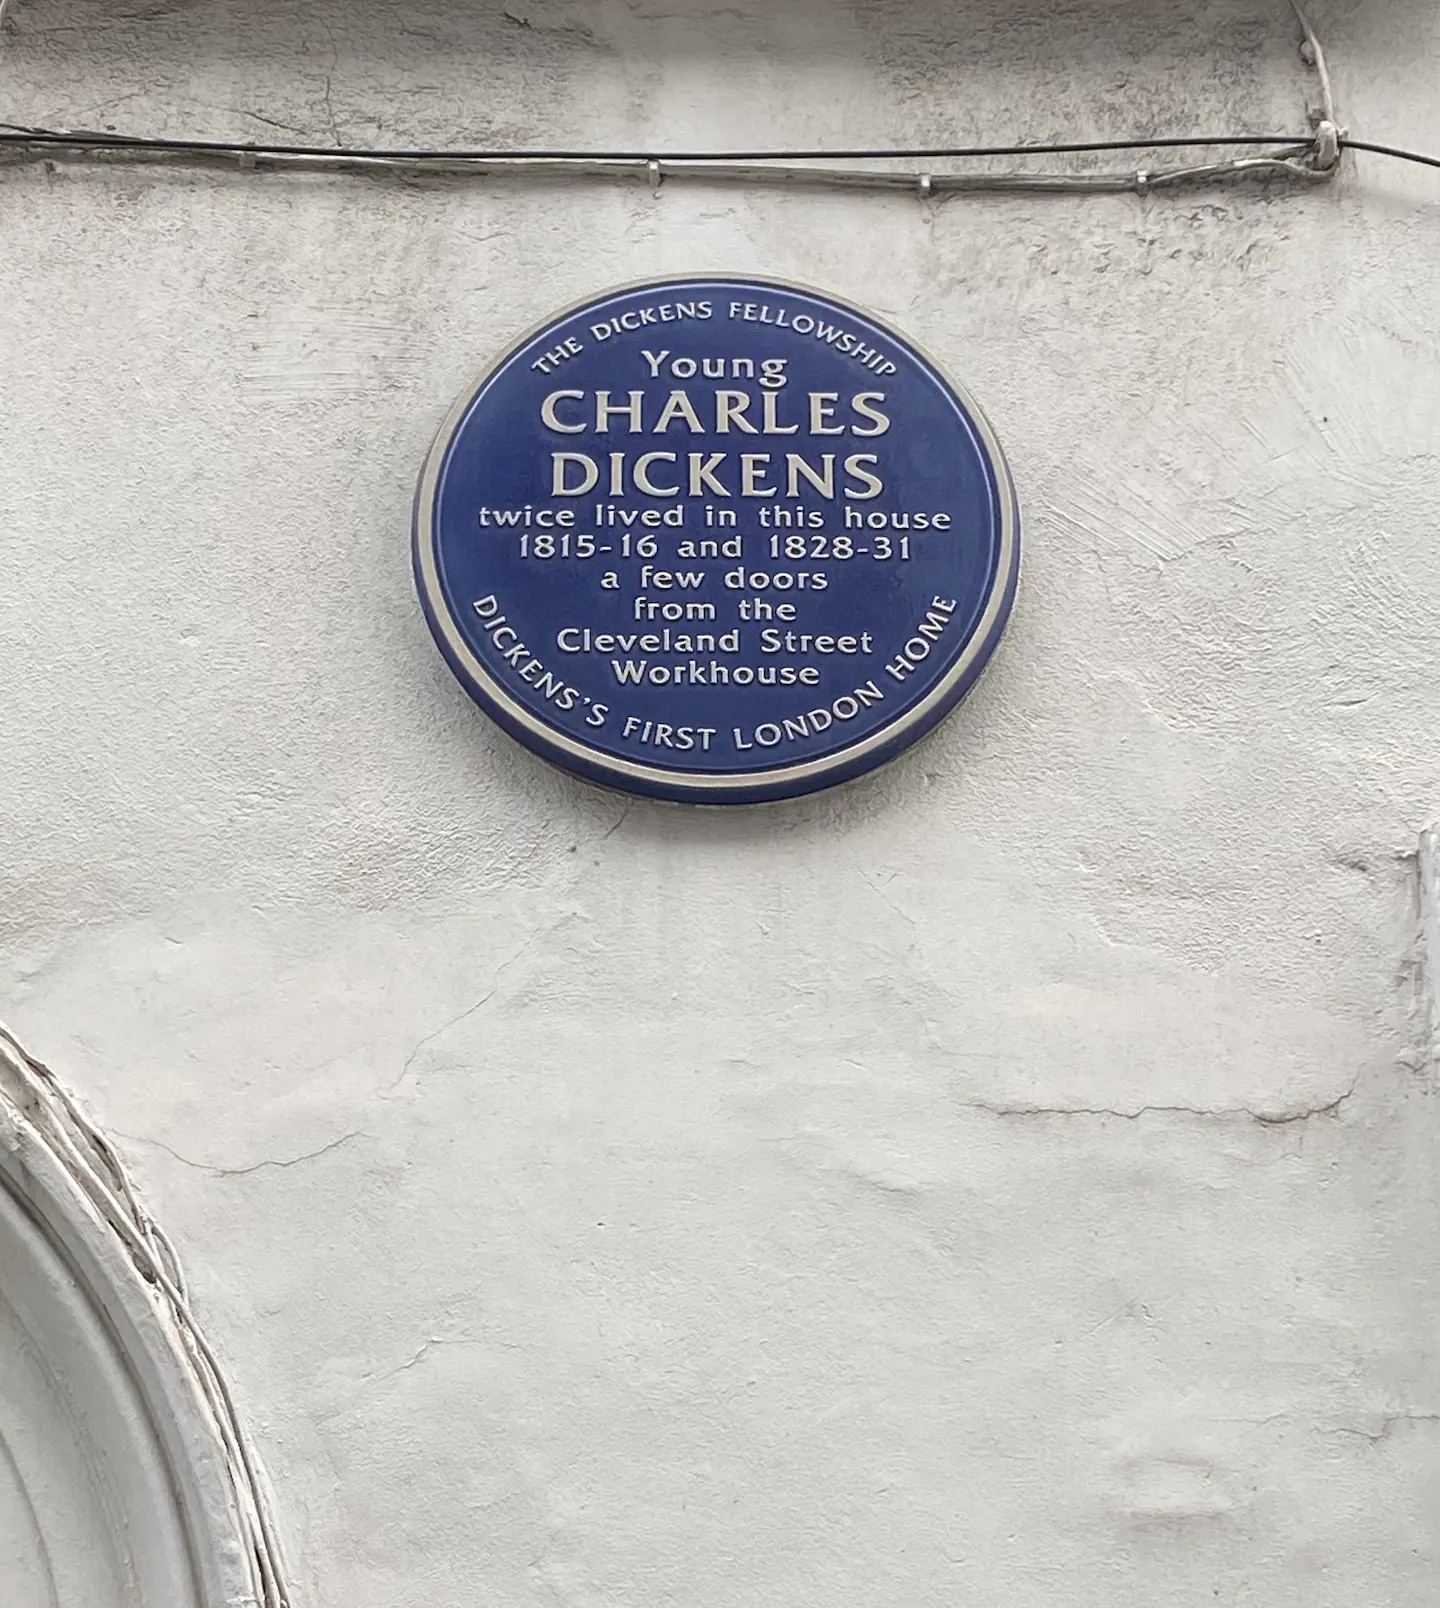 THE DICKENS FELLOWSHIP
Young
CHARLES
DICKENS
twice lived in this house
1815-16 and 1828-31
a few doors
from the
Cleveland Street
Workhouse
DICKENS'S FIRST LONDON HOME